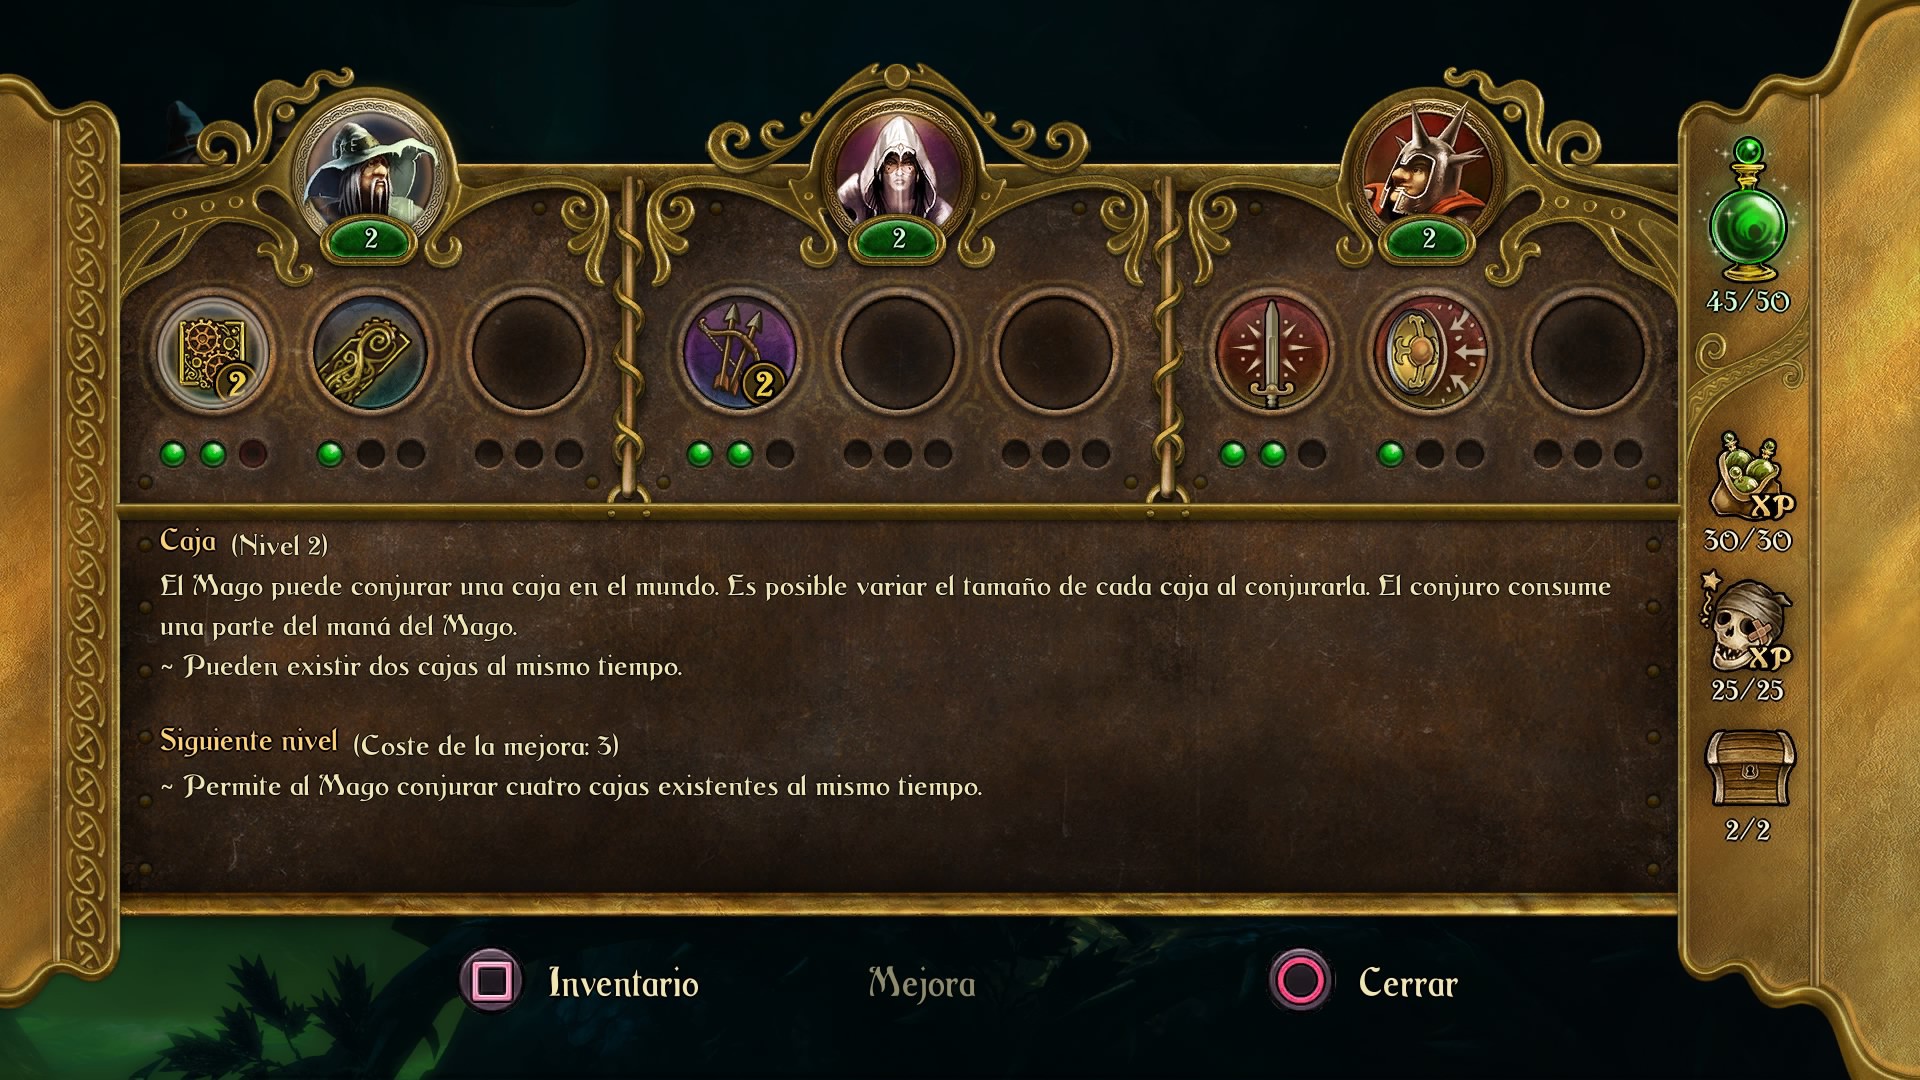 2
2
2
2
2
45/50
XP
30/30
XP
25/25
2/2
Caja (Nivel 2)
El Mago puede conjurar una caja en el mundo. Es posible variar el tamaño de cada caja al conjurarla. El conjuro consume
una parte del maná del Mago.
~ Pueden existir dos cajas al mismo tiempo.
Siguiente nivel (Coste de la mejora: 3)
~ Permite al Mago conjurar cuatro cajas existentes al mismo tiempo.
Inventario
Mejora
Cerrar